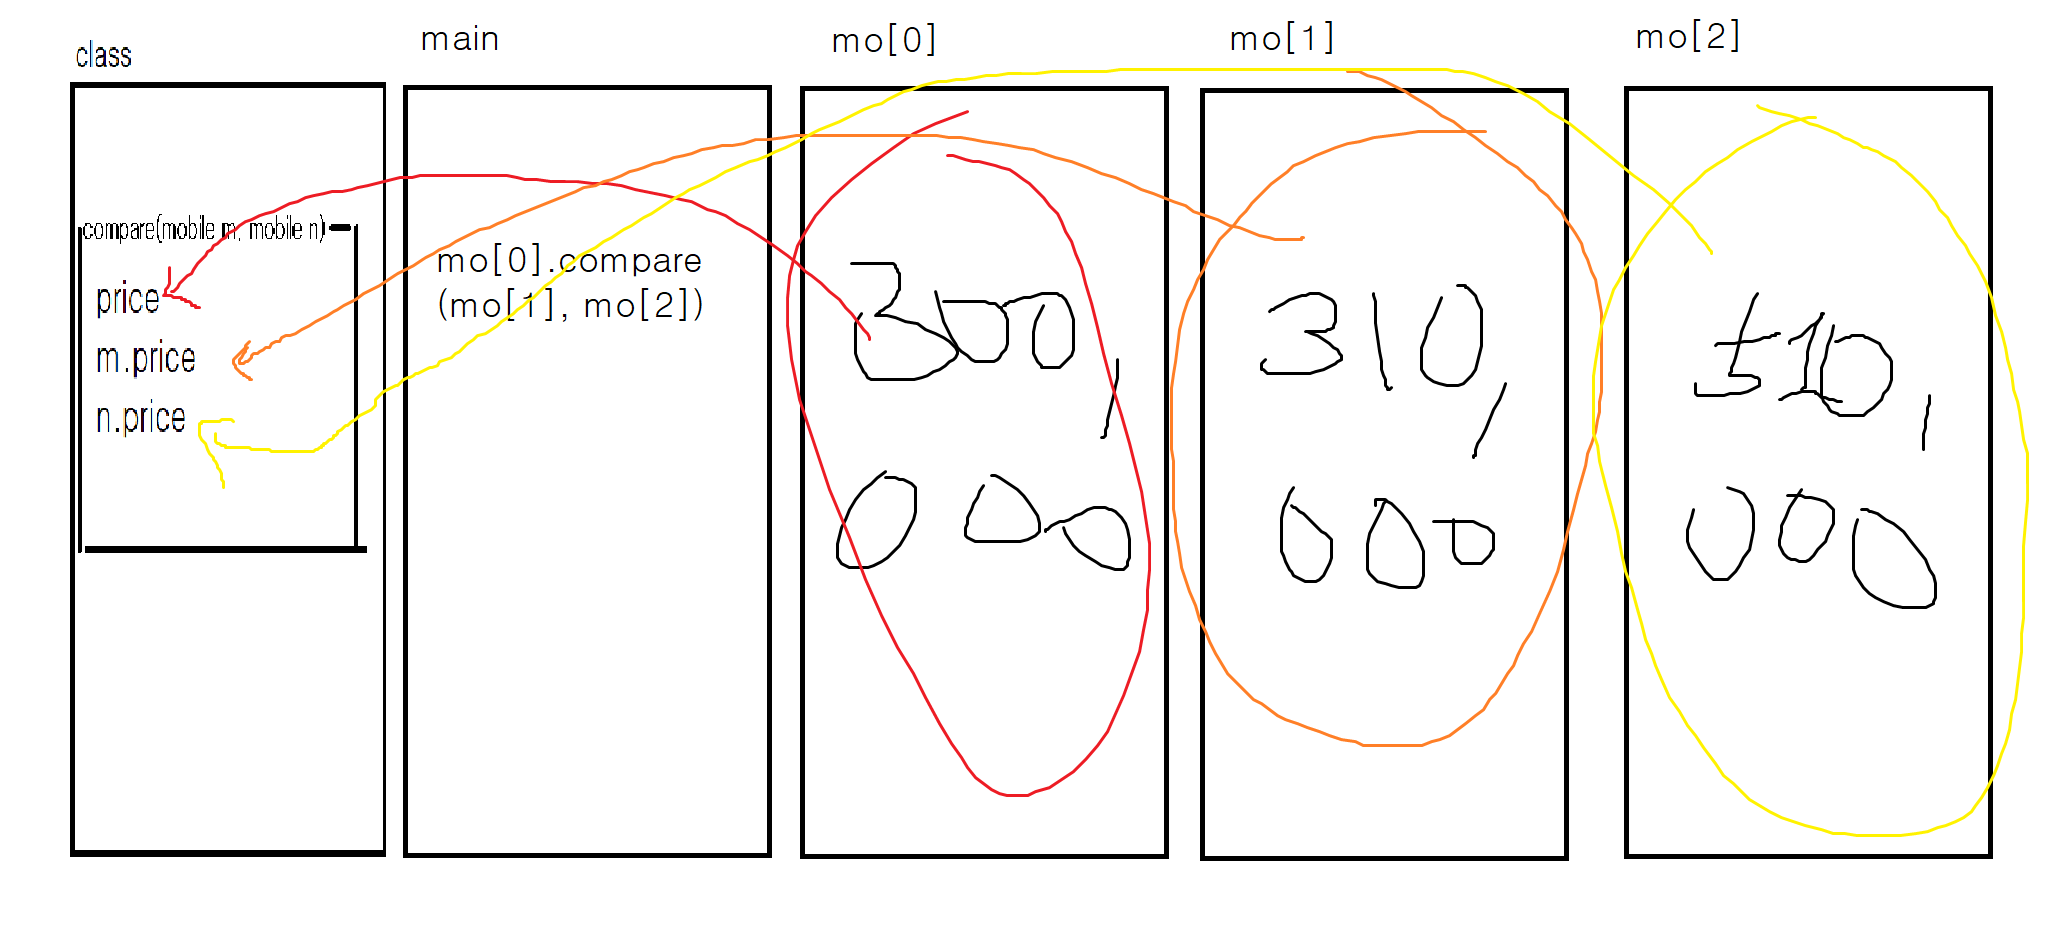 class
main
mo[0]
mo[1]
mo[2]
compare(mobile m, mobile n)
price
m.price
n.price
mo[0].compare
(mo[1], mo[2])
300,
000
310,
000
510,
000